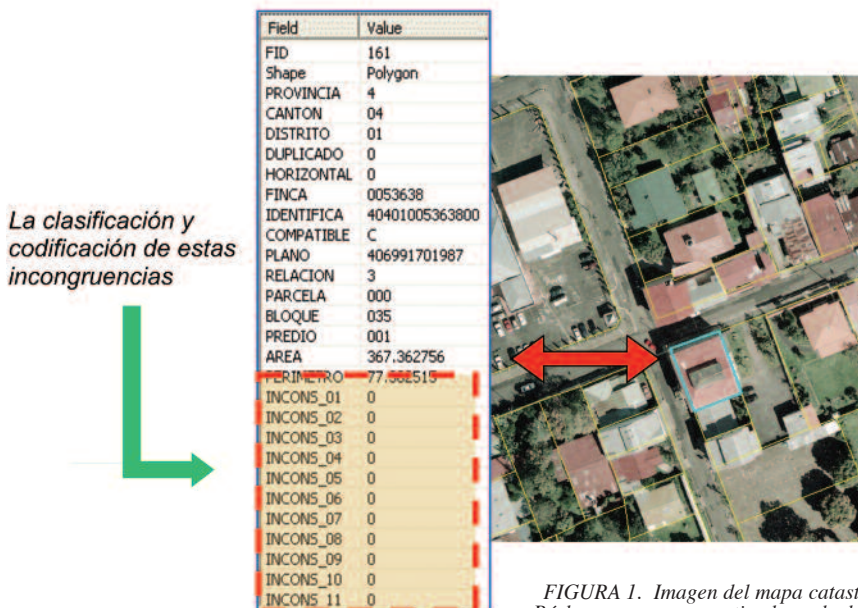 Field Value
FID 161
Shape Polygon
PROVINCIA 4
CANTON 04
DISTRITO 01
DUPLICADO 0
HORIZONTAL 0
FINCA 0053638
IDENTIFICA 40401005363800
COMPATIBLE C
PLANO 406991701987
RELACION 3
PARCELA 000
BLOQUE 035
PREDIO 001
AREA 367.362756
PERIMETRO
INCONS_01 0
INCONS_02 0
INCONS_03 0
INCONS_04 0
INCONS_05 0
INCONS_06 0
INCONS_07 0
INCONS_08 0
INCONS_09 0
INCONS_10 0
INCONS_11 0
La clasificación y
codificación de estas
incongruencias
FIGURA 1. Imagen del mapa catast